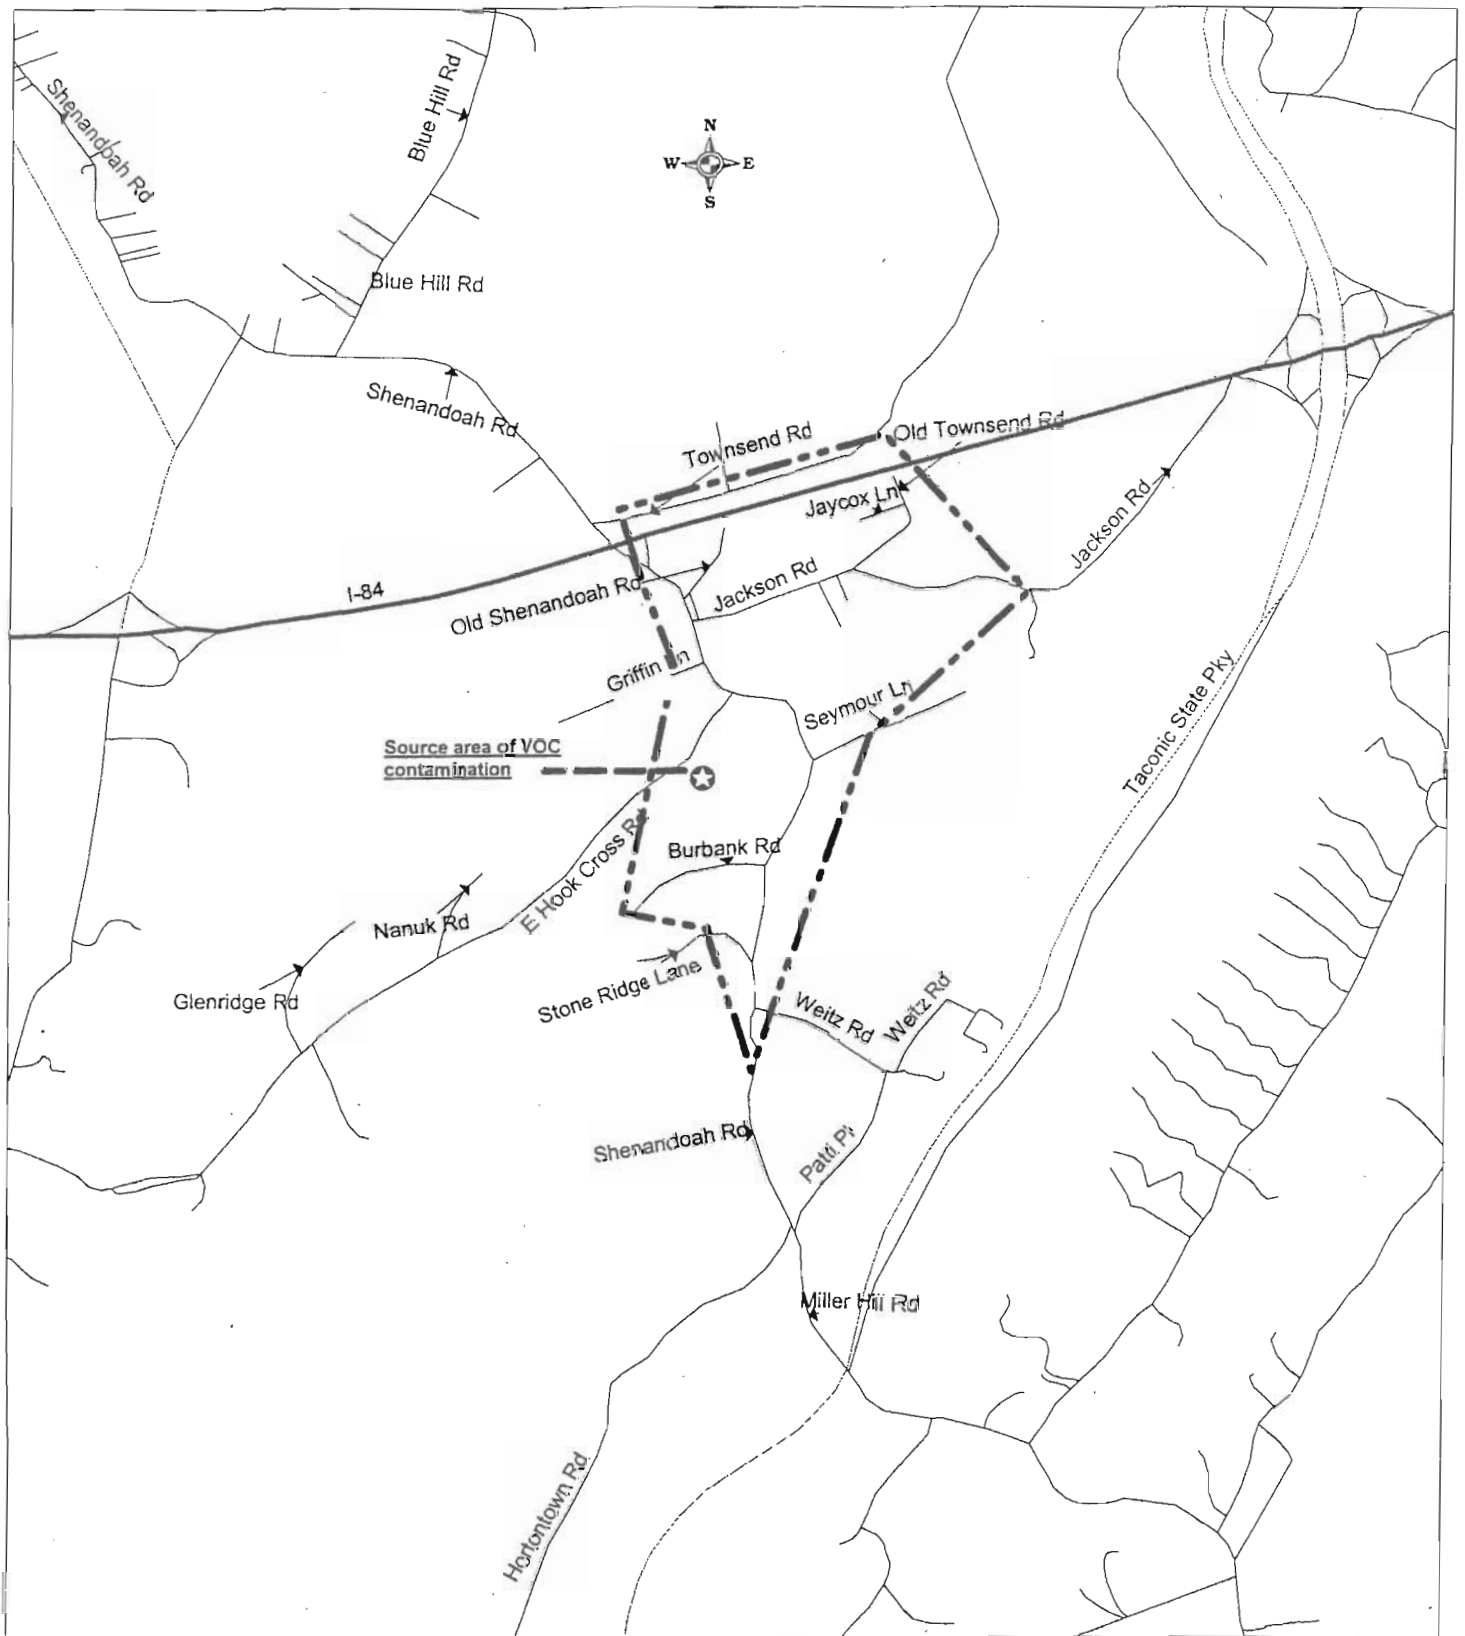 Shenandoah Rd
Blue Hill Rd
N
W E
S
Blue Hill Rd
Shenandoah Rd
Townsend Rd
Old Townsend Rd
Jaycox Ln
Jackson Rd
I-84
Old Shenandoah Rd
Jackson Rd
Griffin Ln
Seymour Ln
Taconic State Pky
Source area of VOC
contamination
Burbank Rd
E Hook Cross Rd
Nanuk Rd
Glenridge Rd
Stone Ridge Lane
Weitz Rd
Weitz Rd
Shenandoah Rd
Patti Pl
Miller Hill Rd
Hortontown Rd